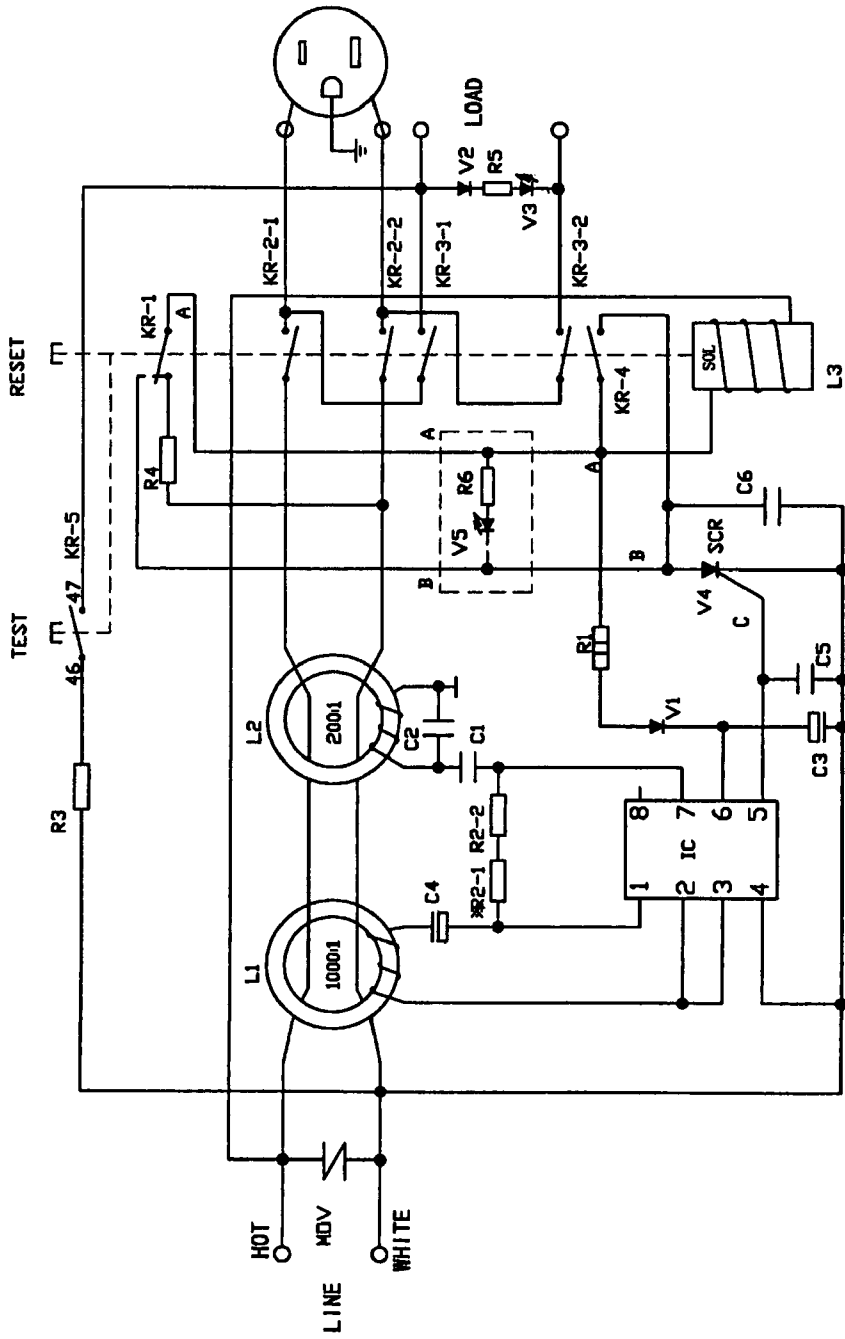 RESET
TEST
46
47
KR-5
R3
R4
KR-1
A
KR-2-1
KR-2-2
KR-3-1
KR-3-2
KR-4
LOAD
V2
R5
V3
L1
1000:1
L2
200:1
LINE
HOT
MOV
WHITE
A
A
B
B
V5
R6
SOL
L3
C2
C1
C4
※R2-1
R2-2
R1
V1
V4
SCR
C
C6
C5
C3
IC
1
2
3
4
8
7
6
5